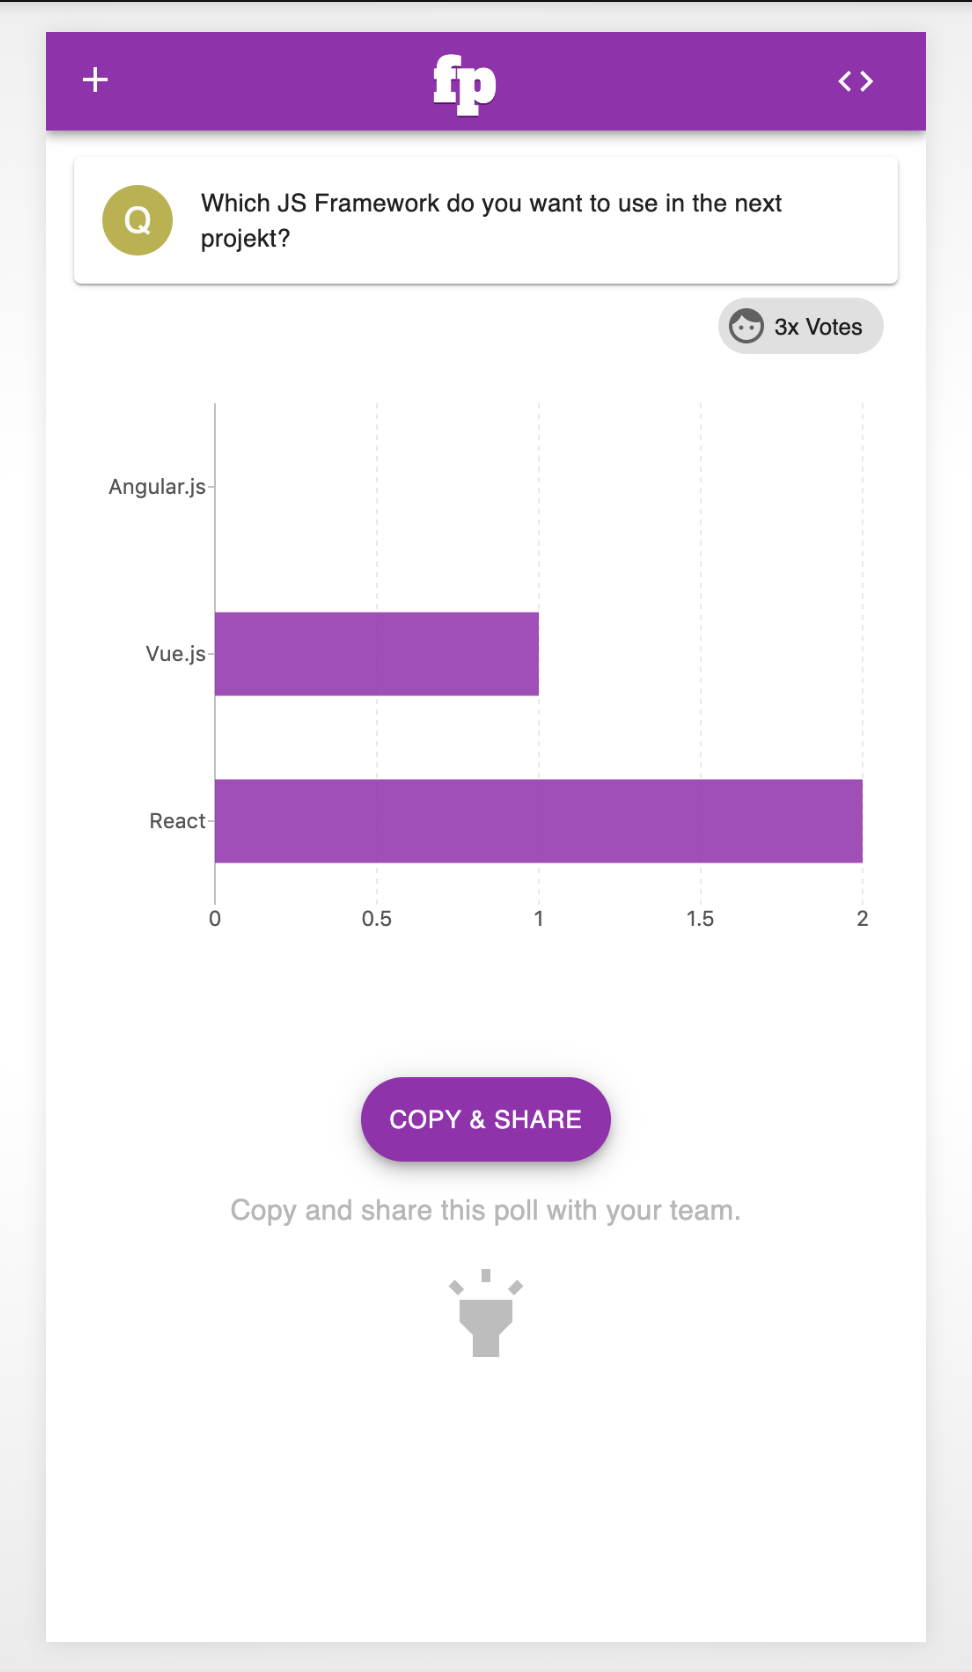 fp
Which JS Framework do you want to use in the next
projekt?
Q
3x Votes
Angular.js
Vue.js
React
0 0.5 1 1.5 2
COPY & SHARE
Copy and share this poll with your team.